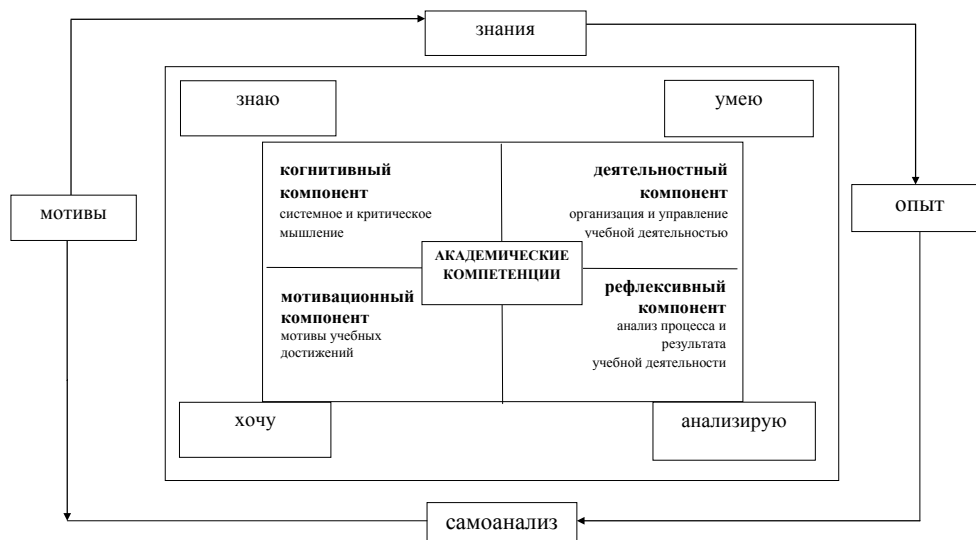 знания
знаю
умею
когнитивный
компонент
системное и критическое
мышление
деятельностный
компонент
организация и управление
учебной деятельностью
мотивы
опыт
АКАДЕМИЧЕСКИЕ
КОМПЕТЕНЦИИ
мотивационный
компонент
мотивы учебных
достижений
рефлексивный
компонент
анализ процесса и
результата
учебной деятельности
хочу
анализирую
самоанализ